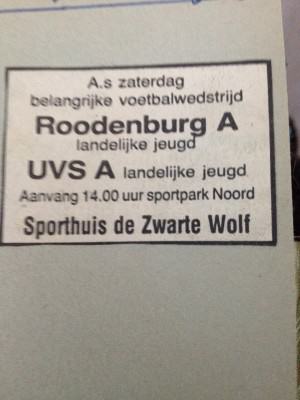 A.s zaterdag
belangrijke voetbalwedstrijd
Roodenburg A
landelijke jeugd
UVS A landelijke jeugd
Aanvang 14.00 uur sportpark Noord
Sporthuis de Zwarte Wolf